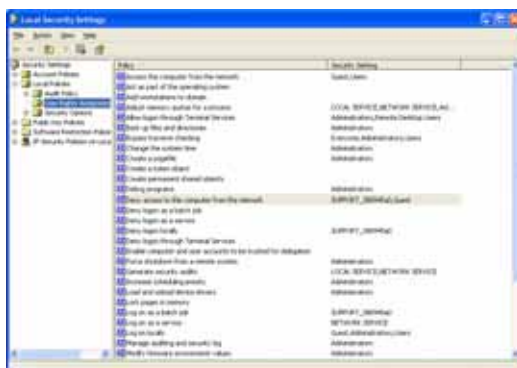 Local Security Settings
File Action View Help
Security Settings
Account Policies
Local Policies
Audit Policy
User Rights Assignment
Security Options
Public Key Policies
Software Restriction Policies
IP Security Policies on Local
Policy Security Setting
Access this computer from the network Guest,Users
Act as part of the operating system
Add workstations to domain
Adjust memory quotas for a process LOCAL SERVICE,NETWORK SERVICE,Ad...
Allow logon through Terminal Services Administrators,Remote Desktop Users
Back up files and directories Administrators
Bypass traverse checking Everyone,Administrators,Users
Change the system time Administrators
Create a pagefile Administrators
Create a token object
Create permanent shared objects
Debug programs Administrators
Deny access to this computer from the network SUPPORT_388945a0,Guest
Deny logon as a batch job
Deny logon as a service
Deny logon locally SUPPORT_388945a0
Deny logon through Terminal Services
Enable computer and user accounts to be trusted for delegation
Force shutdown from a remote system Administrators
Generate security audits LOCAL SERVICE,NETWORK SERVICE
Increase scheduling priority Administrators
Load and unload device drivers Administrators
Lock pages in memory
Log on as a batch job SUPPORT_388945a0
Log on as a service NETWORK SERVICE
Log on locally Guest,Administrators,Users
Manage auditing and security log Administrators
Modify firmware environment values Administrators